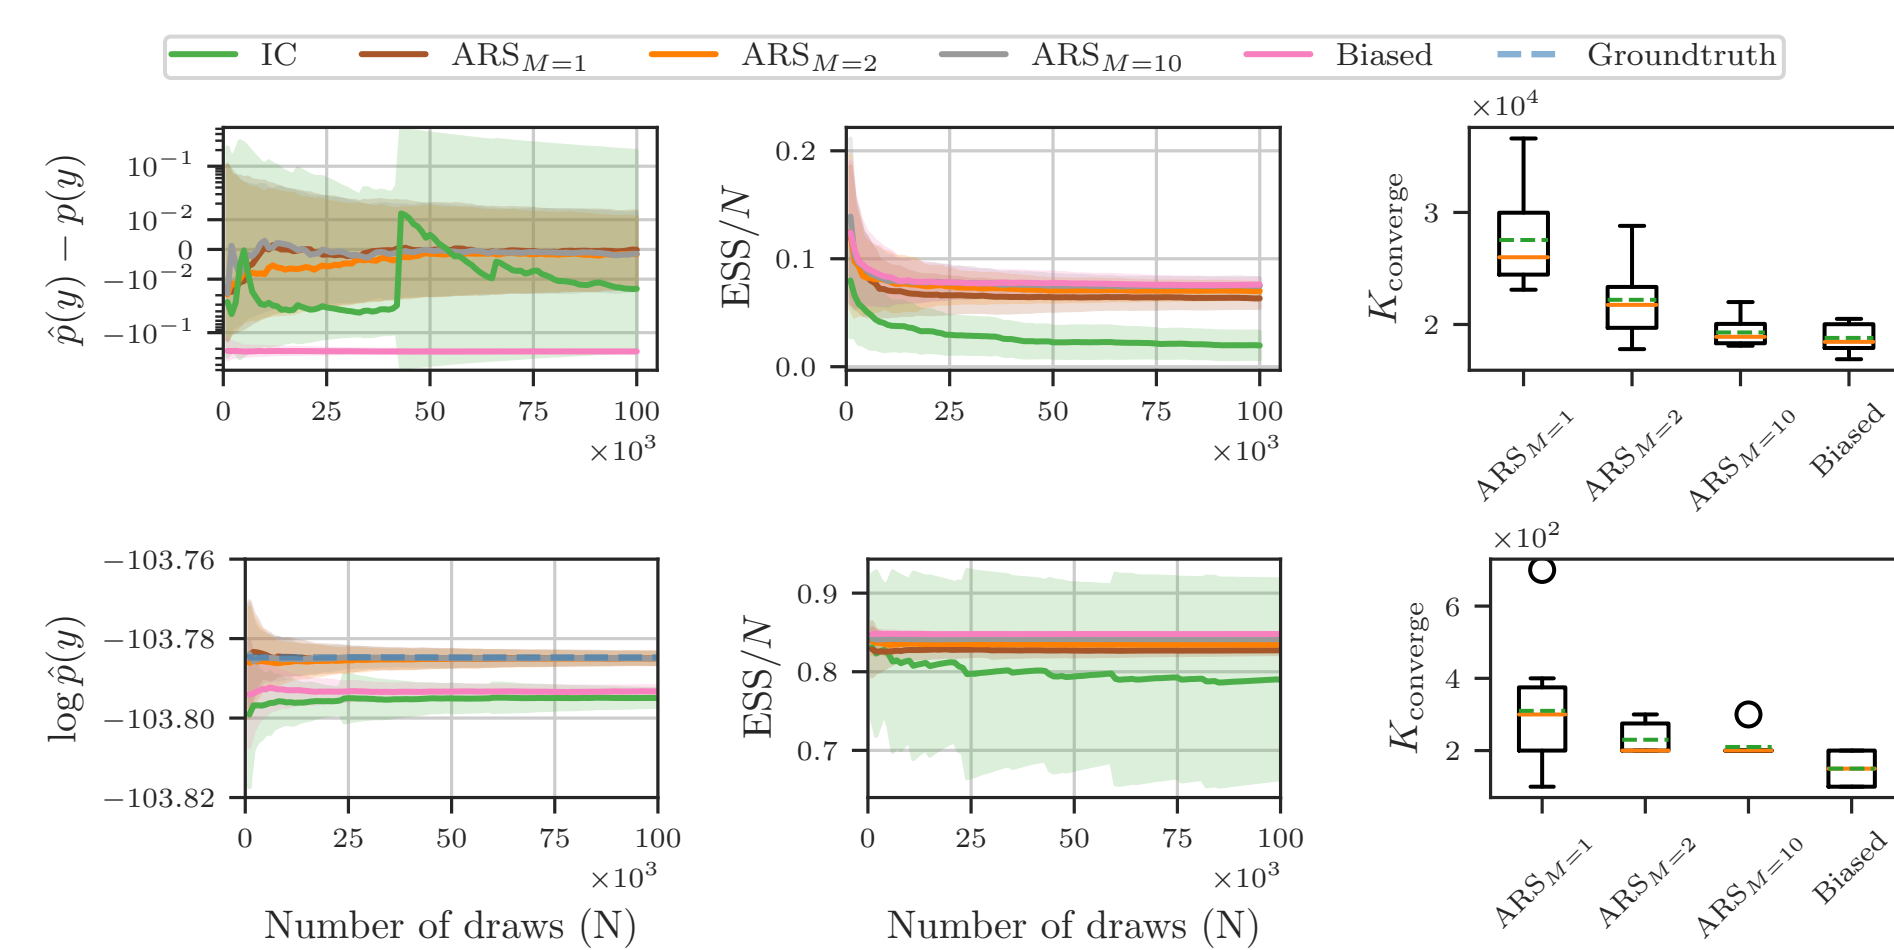 IC ARS_{M=1} ARS_{M=2} ARS_{M=10} Biased Groundtruth
p̂(y) − p(y)
10^{−1}
10^{−2}
0
−10^{−2}
−10^{−1}
0 25 50 75 100
×10^3
ESS/N
0.2
0.1
0.0
0 25 50 75 100
×10^3
×10^4
K_{converge}
3
2
ARS_{M=1} ARS_{M=2} ARS_{M=10} Biased
log p̂(y)
−103.76
−103.78
−103.80
−103.82
0 25 50 75 100
×10^3
Number of draws (N)
ESS/N
0.9
0.8
0.7
0 25 50 75 100
×10^3
Number of draws (N)
×10^2
K_{converge}
6
4
2
ARS_{M=1} ARS_{M=2} ARS_{M=10} Biased